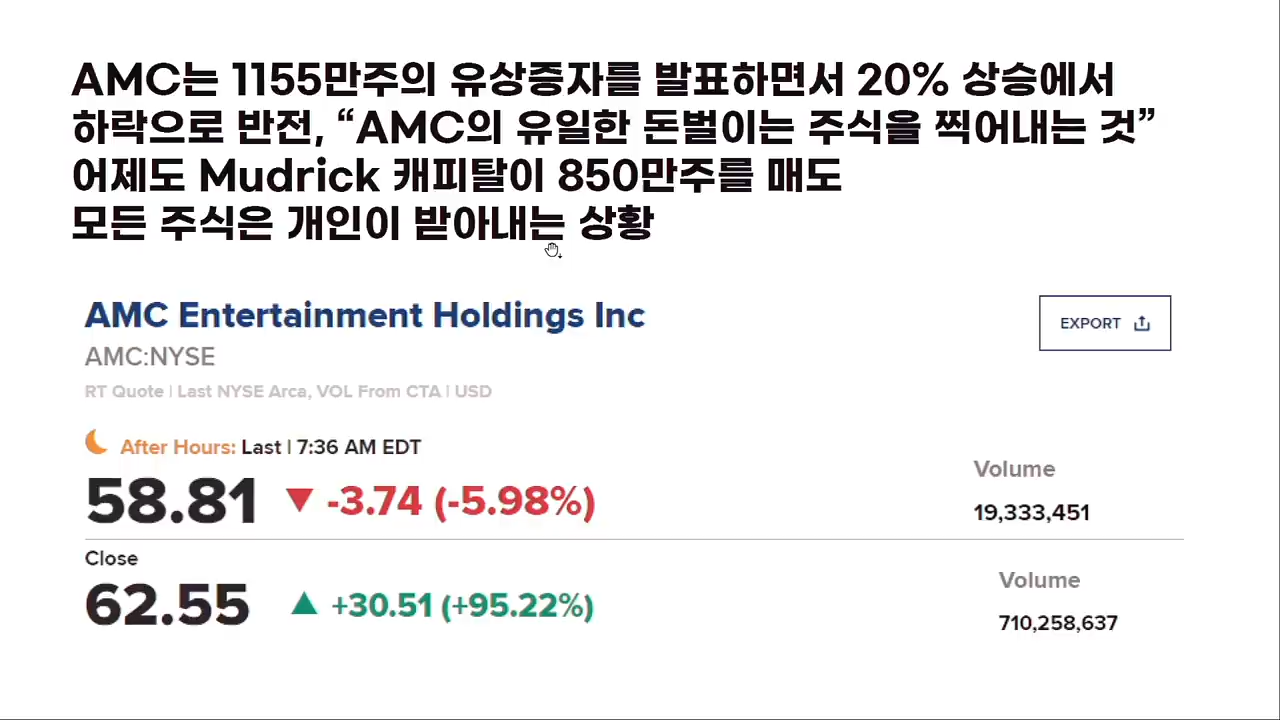 AMC는 1155만주의 유상증자를 발표하면서 20% 상승에서
하락으로 반전, “AMC의 유일한 돈벌이는 주식을 찍어내는 것”
어제도 Mudrick 캐피탈이 850만주를 매도
모든 주식은 개인이 받아내는 상황
AMC Entertainment Holdings Inc
EXPORT
AMC:NYSE
RT Quote | Last NYSE Arca, VOL From CTA | USD
After Hours: Last | 7:36 AM EDT
Volume
58.81 ▼ -3.74 (-5.98%)
19,333,451
Close
Volume
62.55 ▲ +30.51 (+95.22%)
710,258,637